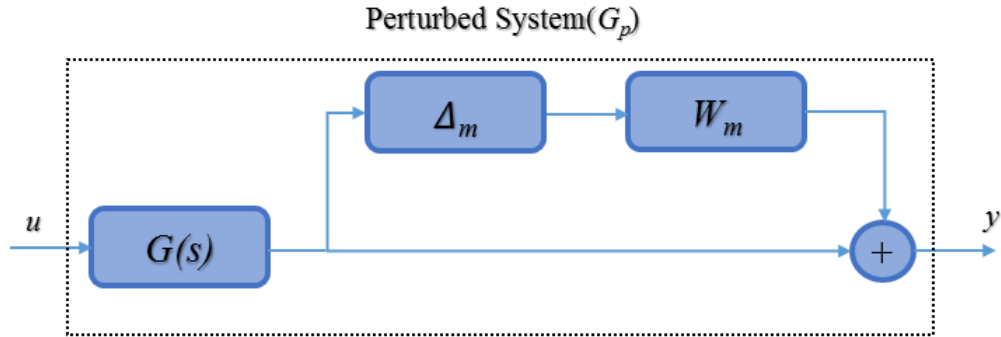 Perturbed System(Gₚ)
Δₘ
Wₘ
u
G(s)
+
y